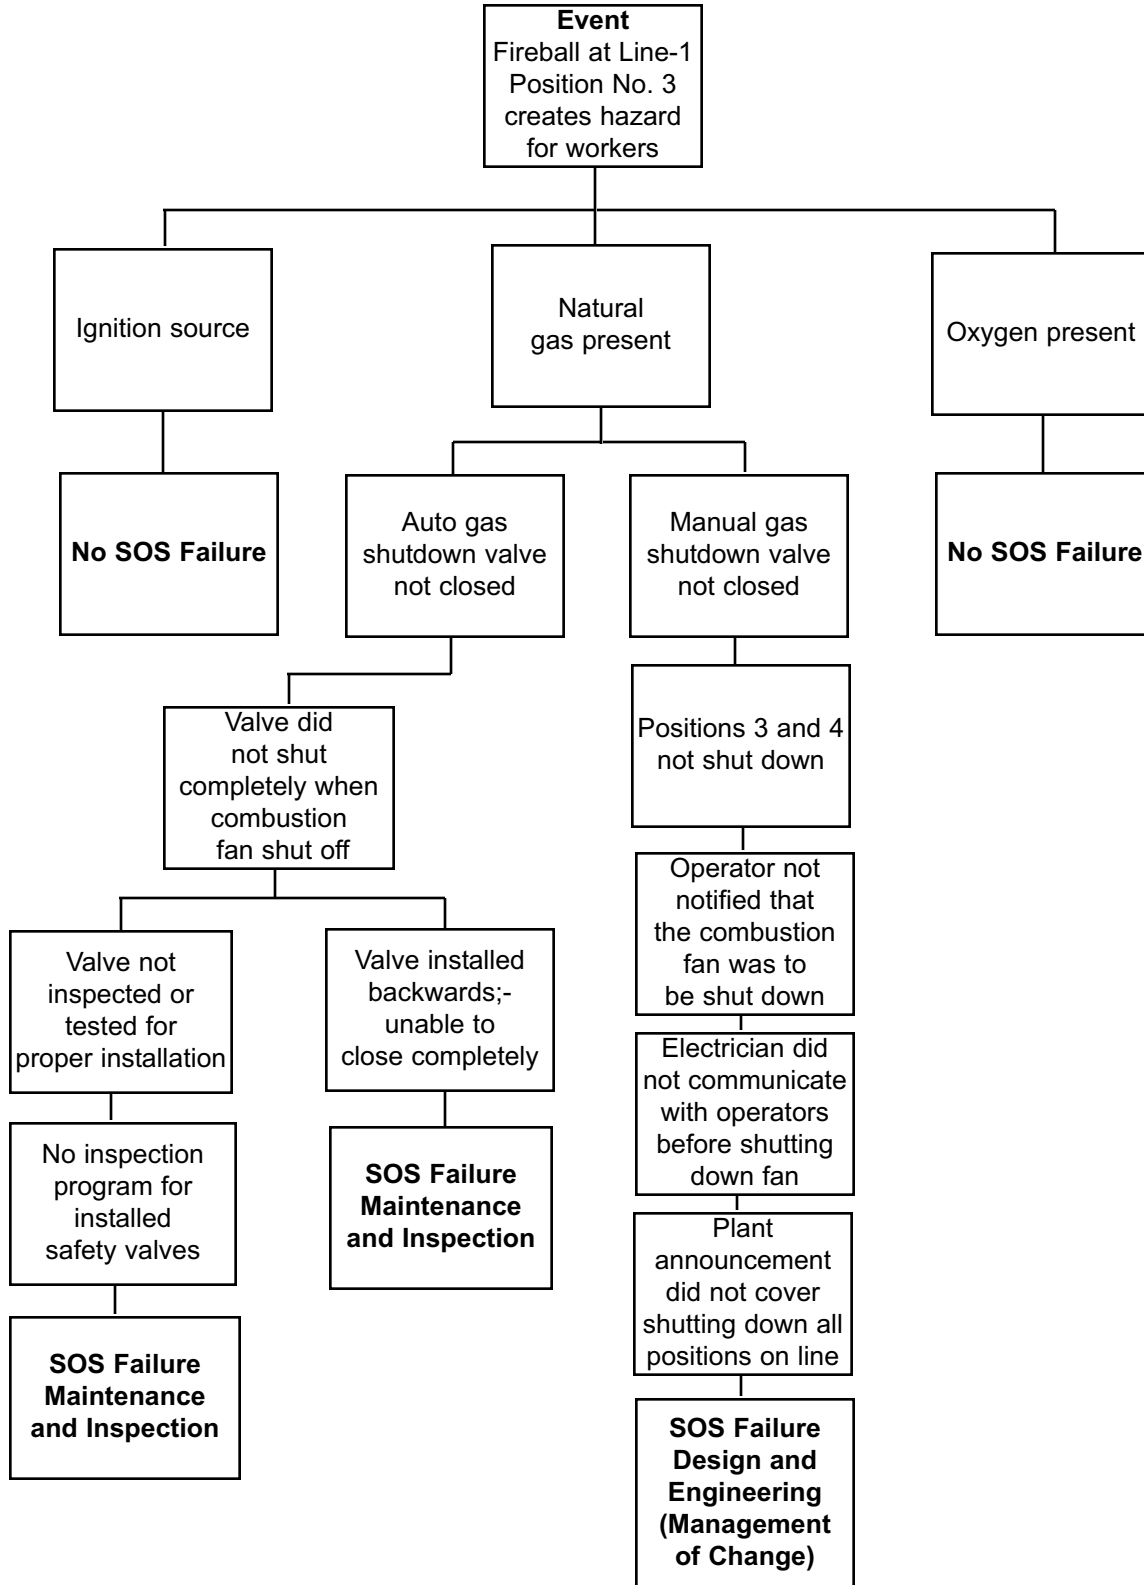 Event
Fireball at Line-1
Position No. 3
creates hazard
for workers
Ignition source
Natural
gas present
Oxygen present
No SOS Failure
Auto gas
shutdown valve
not closed
Manual gas
shutdown valve
not closed
No SOS Failure
Valve did
not shut
completely when
combustion
fan shut off
Positions 3 and 4
not shut down
Valve not
inspected or
tested for
proper installation
Valve installed
backwards;-
unable to
close completely
Operator not
notified that
the combustion
fan was to
be shut down
No inspection
program for
installed
safety valves
SOS Failure
Maintenance
and Inspection
Electrician did
not communicate
with operators
before shutting
down fan
SOS Failure
Maintenance
and Inspection
Plant
announcement
did not cover
shutting down all
positions on line
SOS Failure
Design and
Engineering
(Management
of Change)